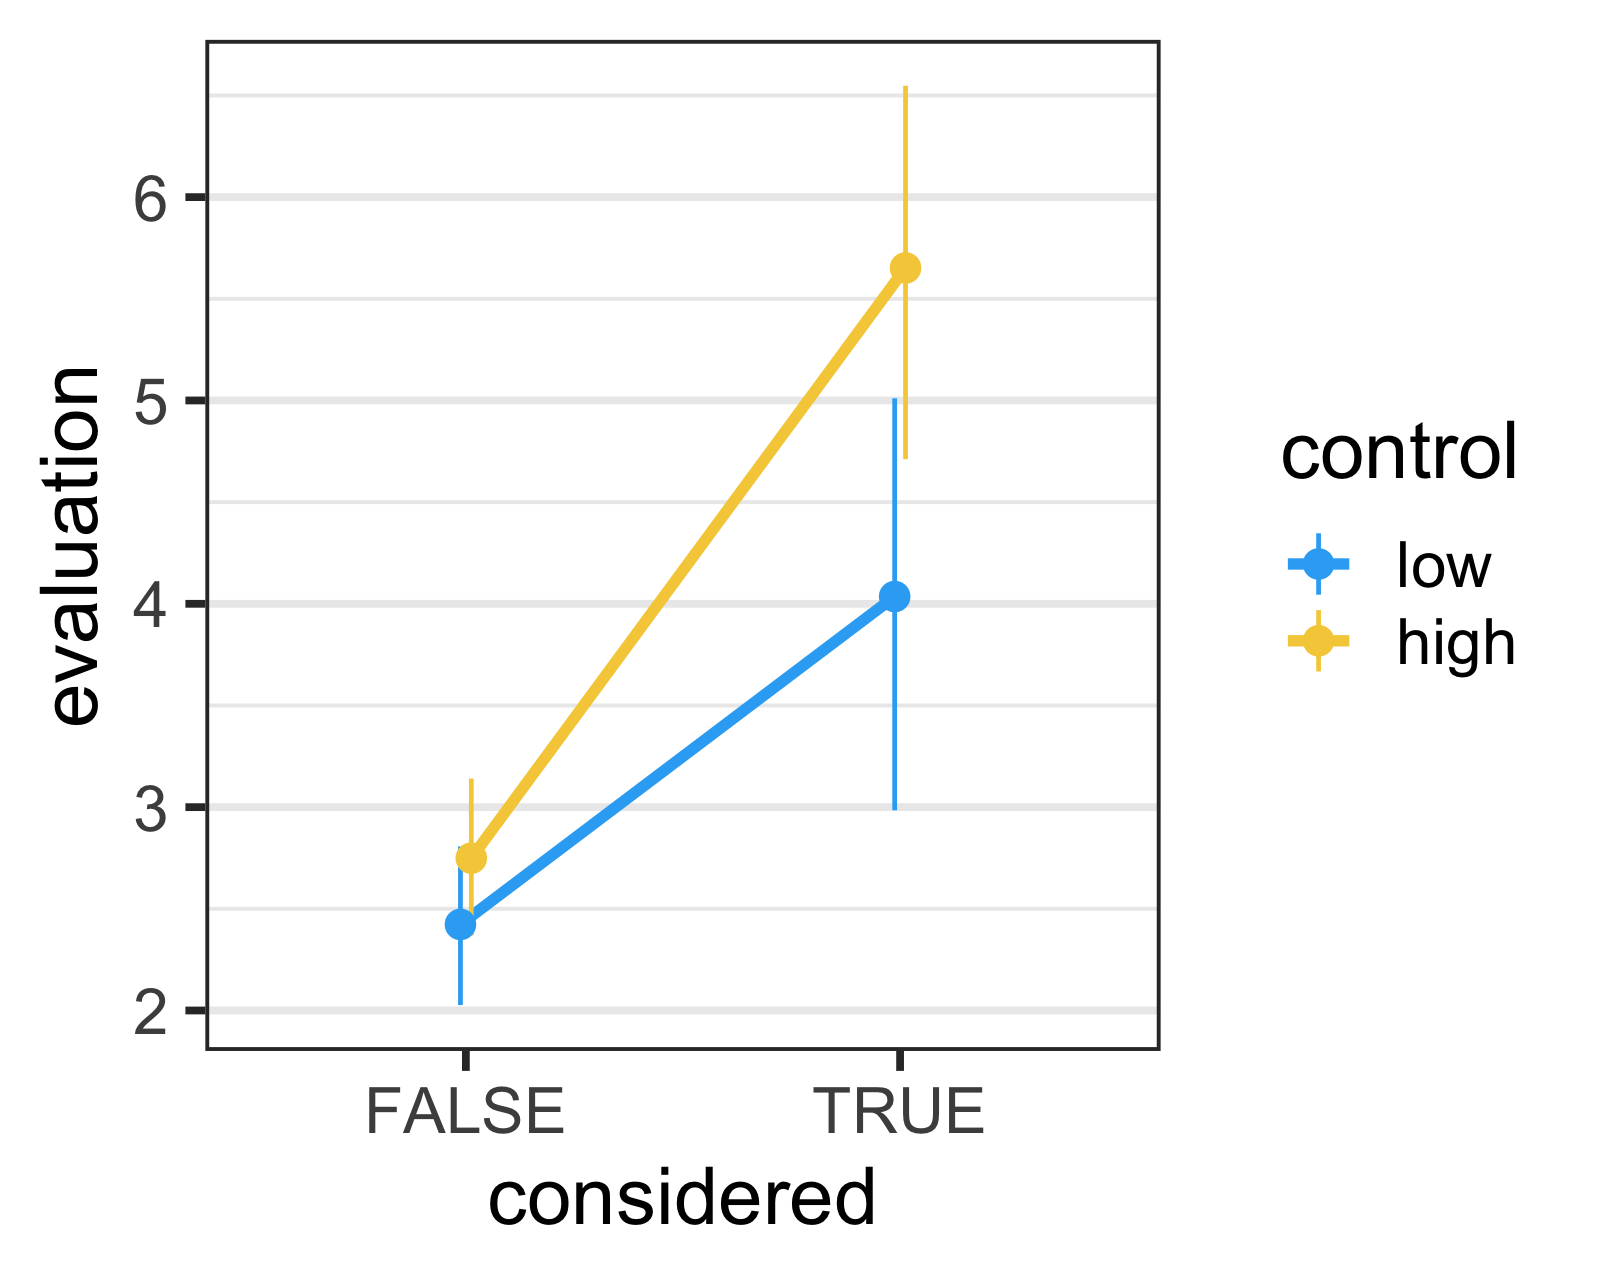 evaluation
6
5
4
3
2
FALSE TRUE
considered
control
low
high